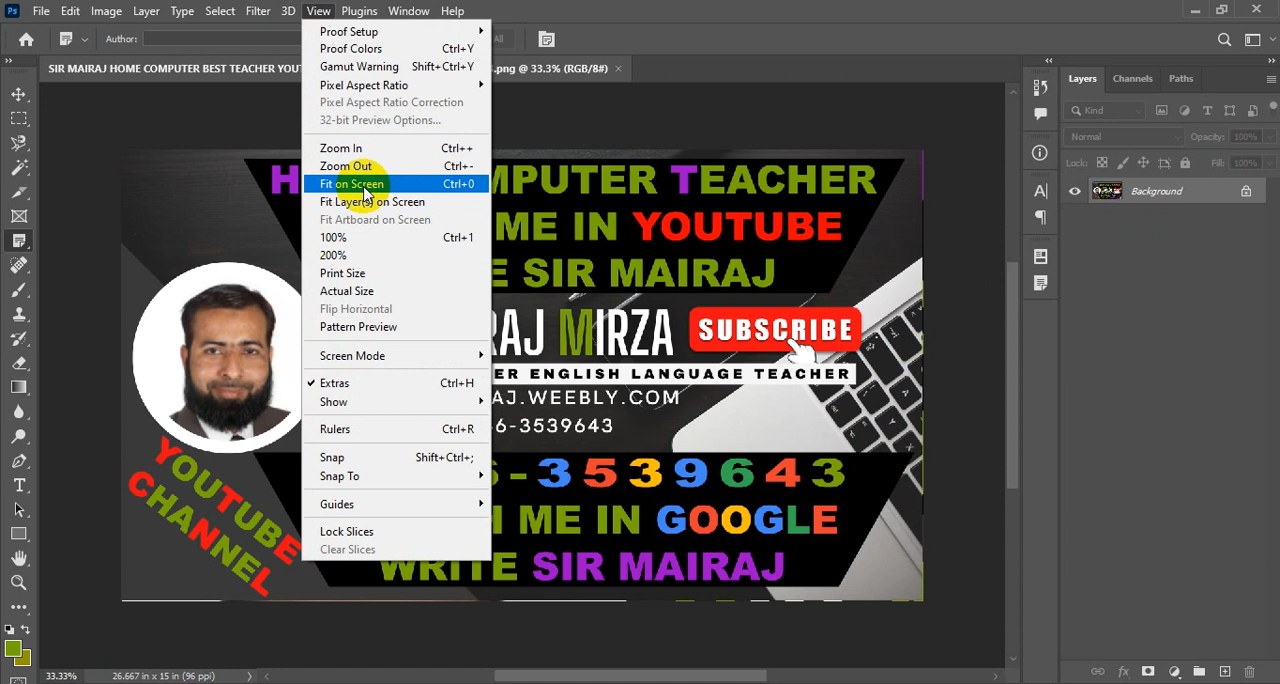 Ps File Edit Image Layer Type Select Filter 3D View Plugins Window Help
Author: All
SIR MAIRAJ HOME COMPUTER BEST TEACHER YOUT
.png @ 33.3% (RGB/8#) ×
Proof Setup
Proof Colors Ctrl+Y
Gamut Warning Shift+Ctrl+Y
Pixel Aspect Ratio
Pixel Aspect Ratio Correction
32-bit Preview Options...
Zoom In Ctrl++
Zoom Out Ctrl+-
Fit on Screen Ctrl+0
Fit Layer(s) on Screen
Fit Artboard on Screen
100% Ctrl+1
200%
Print Size
Actual Size
Flip Horizontal
Pattern Preview
Screen Mode
Extras Ctrl+H
Show
Rulers Ctrl+R
Snap Shift+Ctrl+;
Snap To
Guides
Lock Slices
Clear Slices
H MPUTER TEACHER
ME IN YOUTUBE
E SIR MAIRAJ
RAJ MIRZA SUBSCRIBE
ER ENGLISH LANGUAGE TEACHER
RAJ.WEEBLY.COM
6-3539643
YOUTUBE
CHANNEL
6-3539643
ME IN GOOGLE
WRITE SIR MAIRAJ
Layers Channels Paths
Kind
Normal Opacity: 100%
Lock: Fill: 100%
Background
33.33% 26.667 in x 15 in (96 ppi)